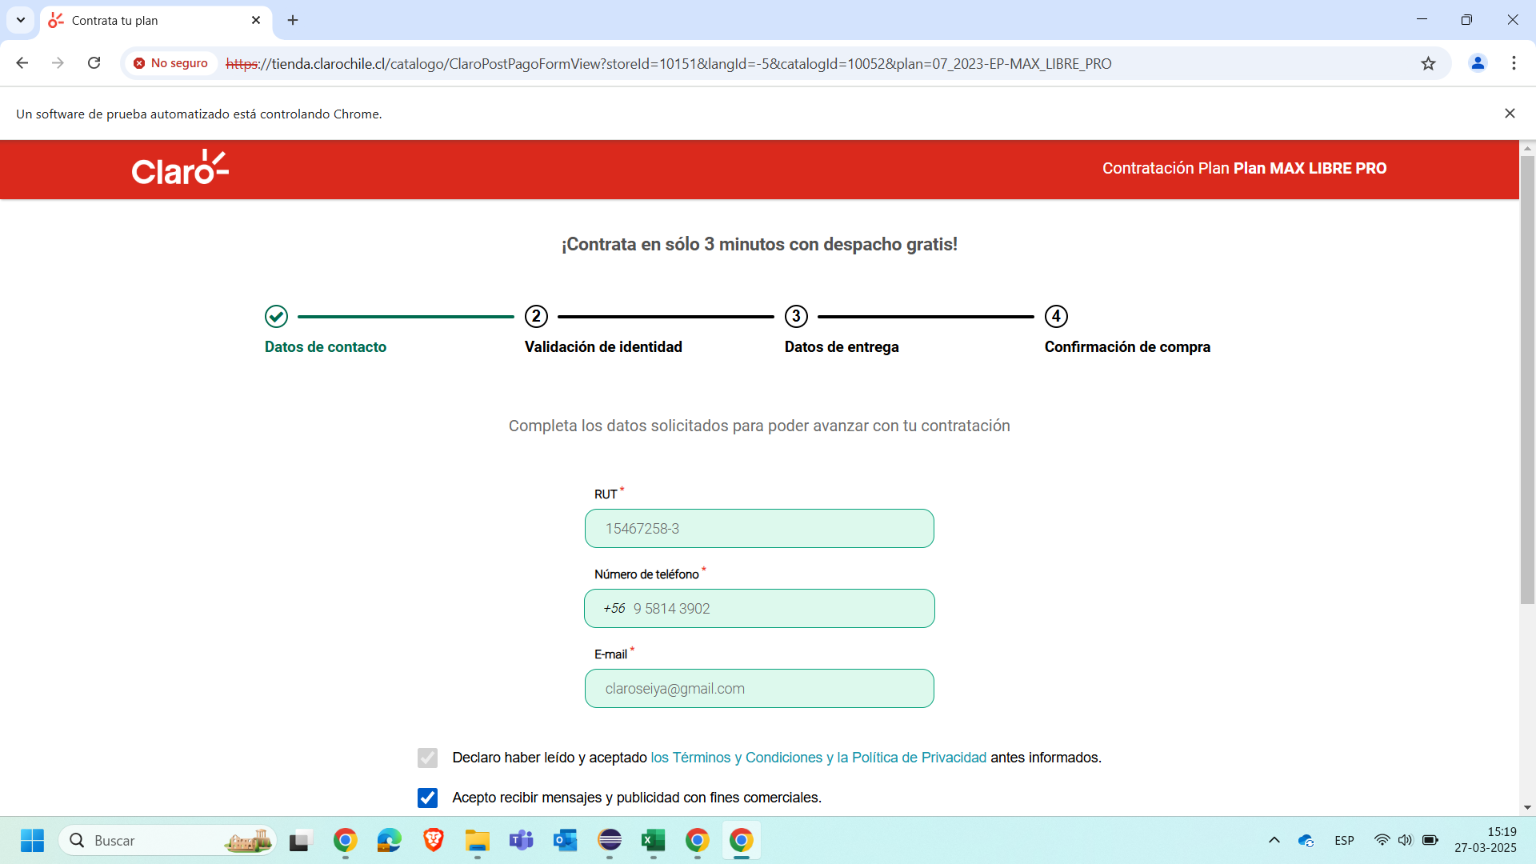 Contrata tu plan
No seguro
https://tienda.clarochile.cl/catalogo/ClaroPostPagoFormView?storeId=10151&langId=-5&catalogId=10052&plan=07_2023-EP-MAX_LIBRE_PRO
Un software de prueba automatizado está controlando Chrome.
Claro
Contratación Plan Plan MAX LIBRE PRO
¡Contrata en sólo 3 minutos con despacho gratis!
2 3 4
Datos de contacto Validación de identidad Datos de entrega Confirmación de compra
Completa los datos solicitados para poder avanzar con tu contratación
RUT *
15467258-3
Número de teléfono *
+56 9 5814 3902
E-mail *
claroseiya@gmail.com
Declaro haber leído y aceptado los Términos y Condiciones y la Política de Privacidad antes informados.
Acepto recibir mensajes y publicidad con fines comerciales.
Buscar
ESP
15:19
27-03-2025